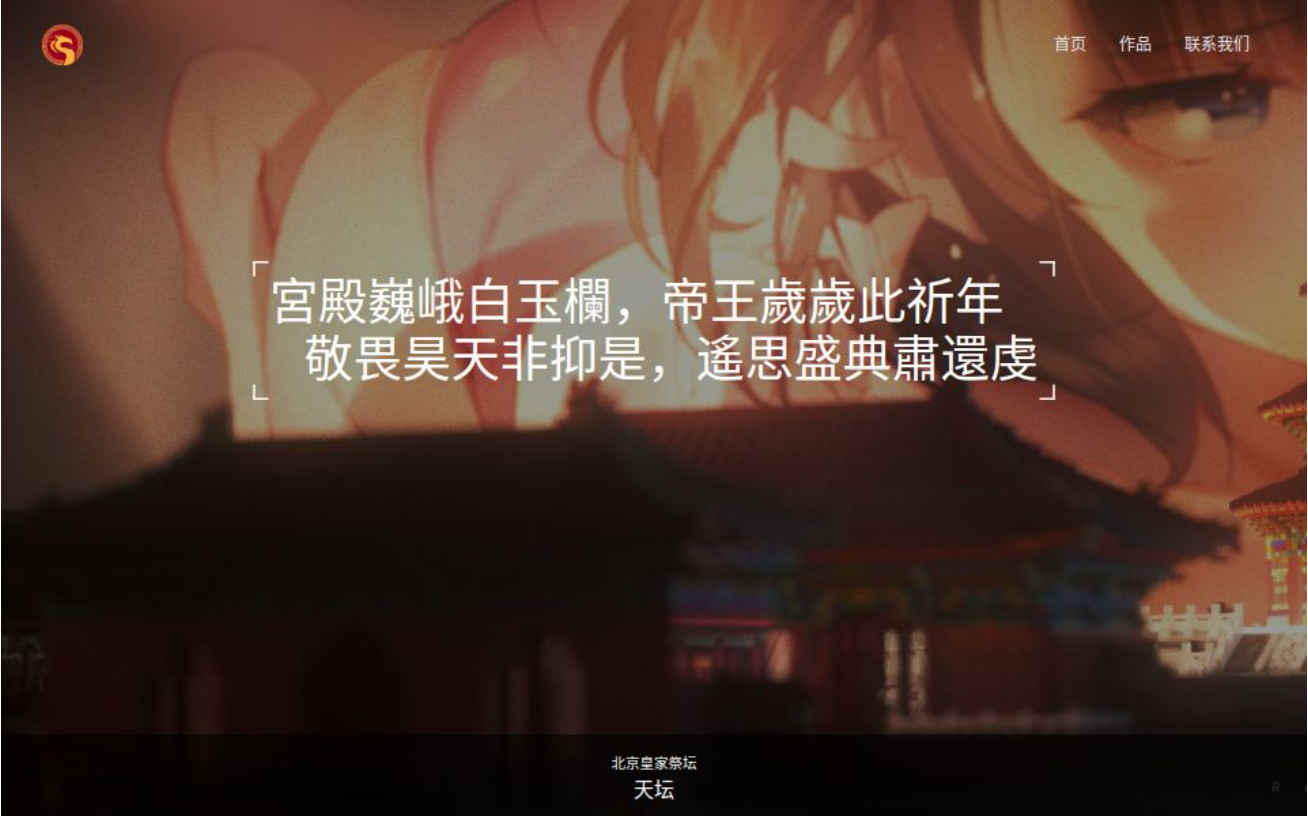 首页 作品 联系我们
宮殿巍峨白玉欄，帝王歲歲此祈年
敬畏昊天非抑是，遙思盛典肅還虔
北京皇家祭坛
天坛